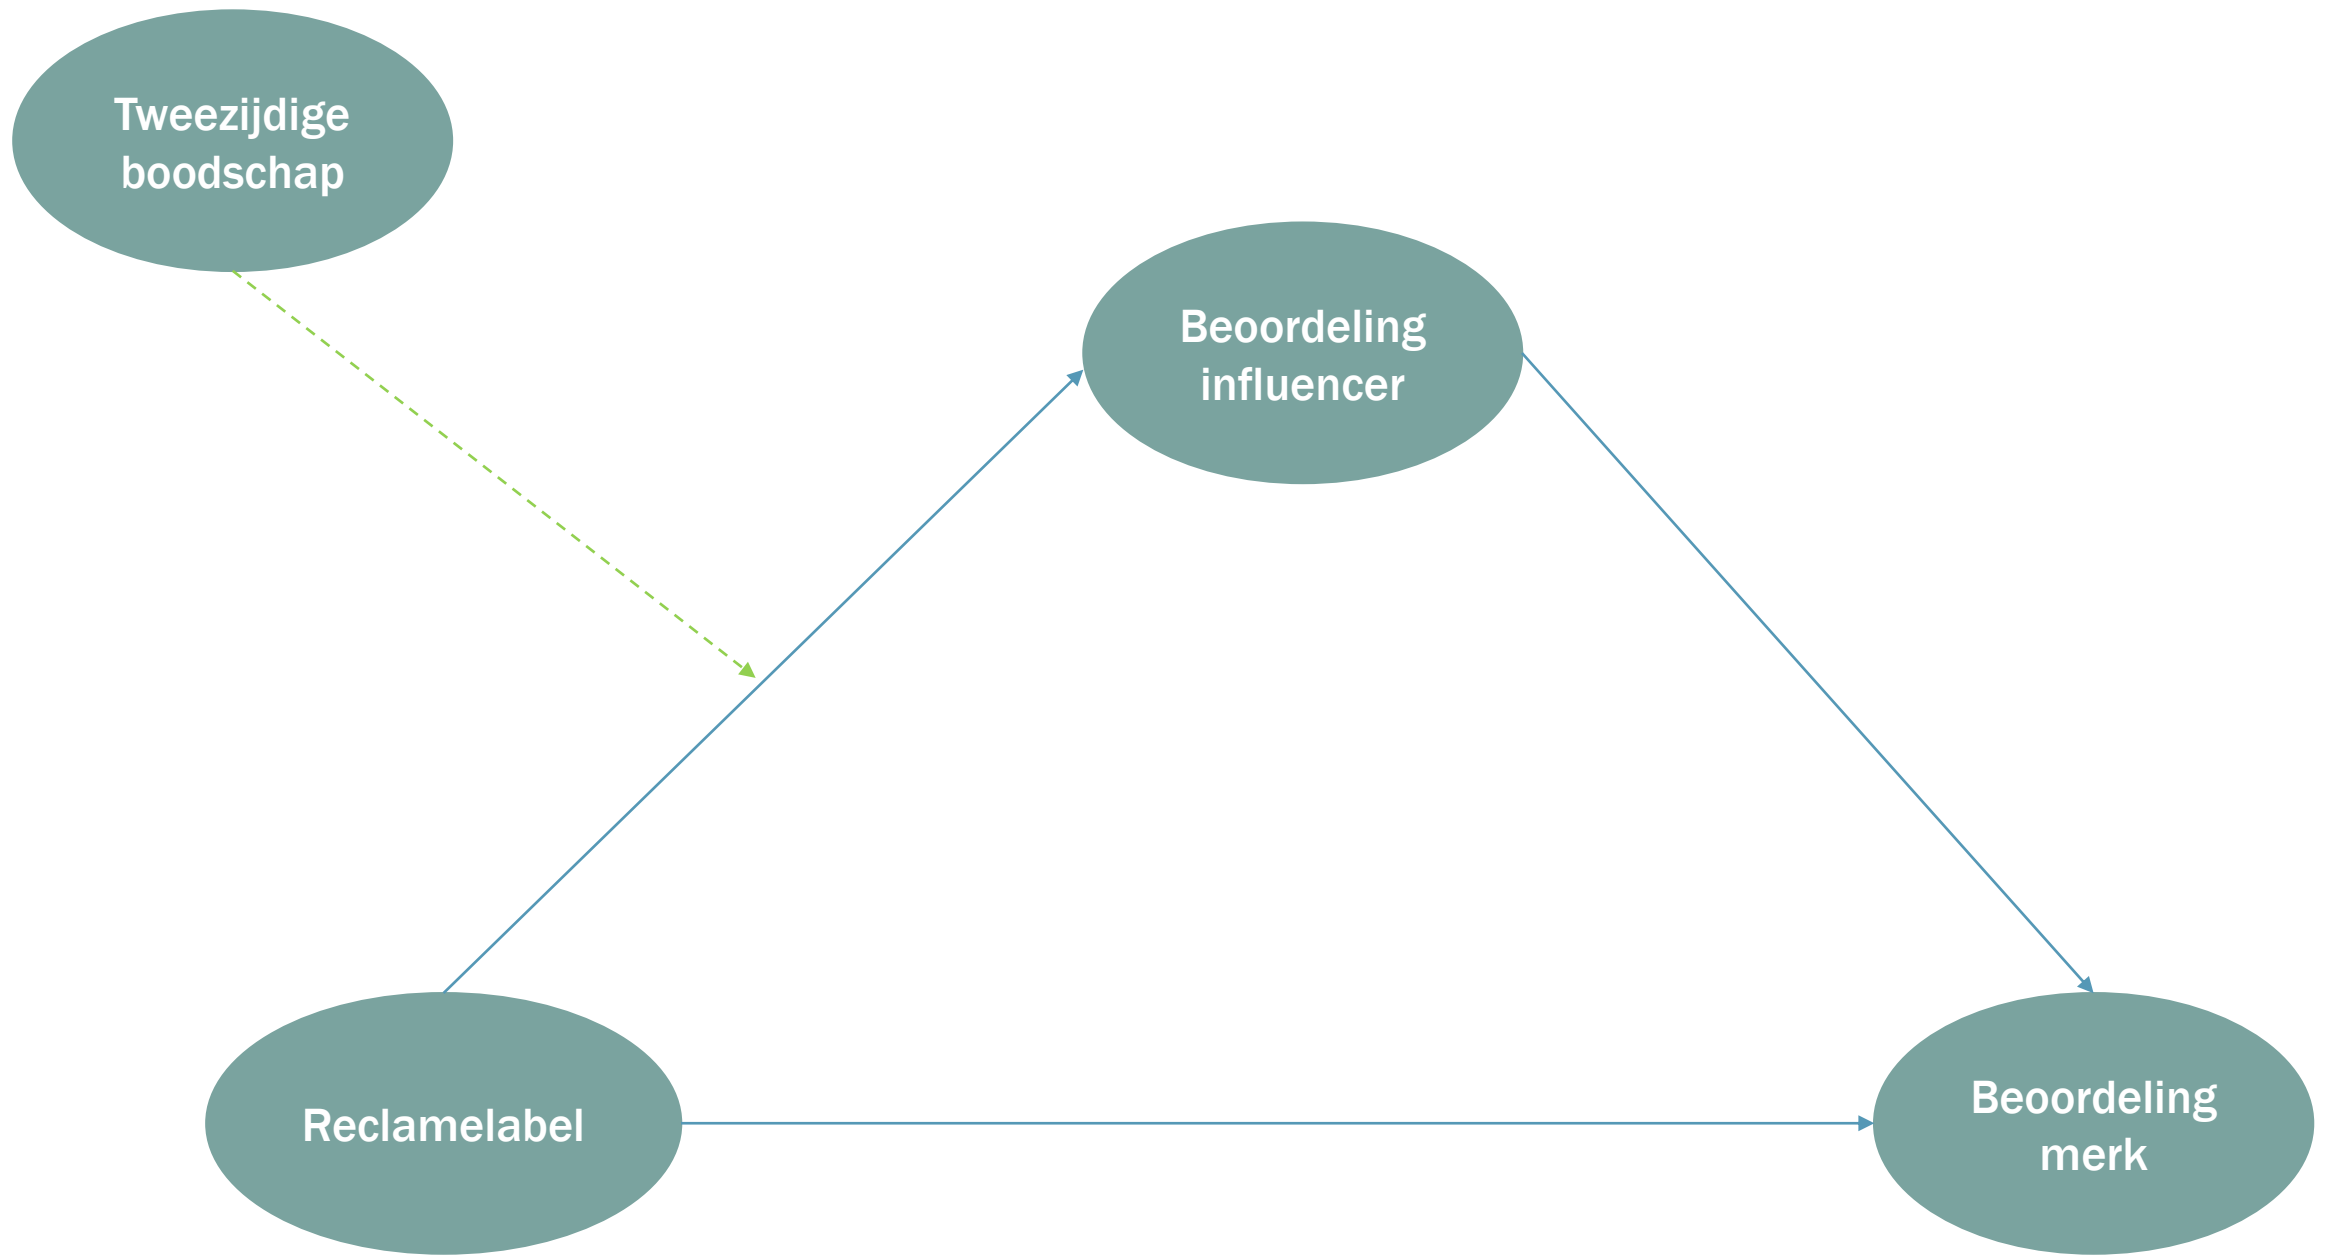 Tweezijdige
boodschap
Beoordeling
influencer
Reclamelabel
Beoordeling
merk